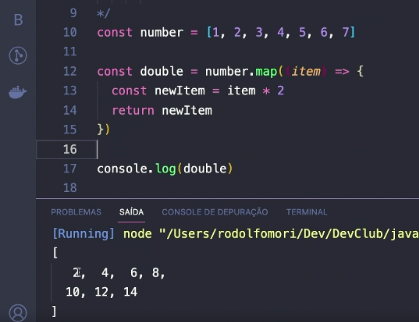 9 */
10 const number = [1, 2, 3, 4, 5, 6, 7]
11
12 const double = number.map((item) => {
13 const newItem = item * 2
14 return newItem
15 })
16
17 console.log(double)
18
PROBLEMAS SAÍDA CONSOLE DE DEPURAÇÃO TERMINAL
[Running] node "/Users/rodolfomori/Dev/DevClub/java
[
2, 4, 6, 8,
10, 12, 14
]